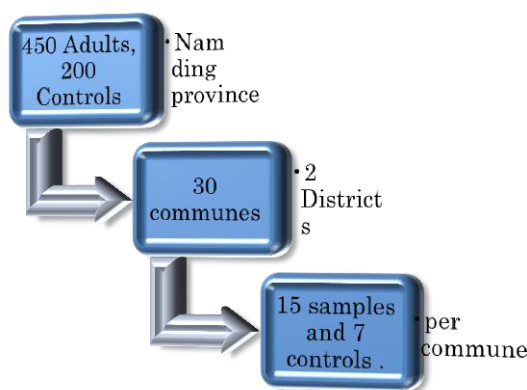 450 Adults,
200
Controls
· Nam
ding
province
30
communes
· 2
District
s
15 samples
and 7
controls .
· per
commune